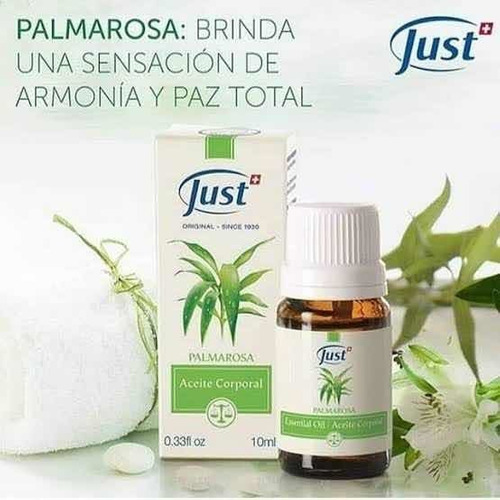 PALMAROSA: BRINDA
UNA SENSACIÓN DE
ARMONÍA Y PAZ TOTAL
Just
Just
ORIGINAL - SINCE 1930
PALMAROSA
Aceite Corporal
0.33fl oz 10ml
Just
PALMAROSA
Essential Oil / Aceite Corporal